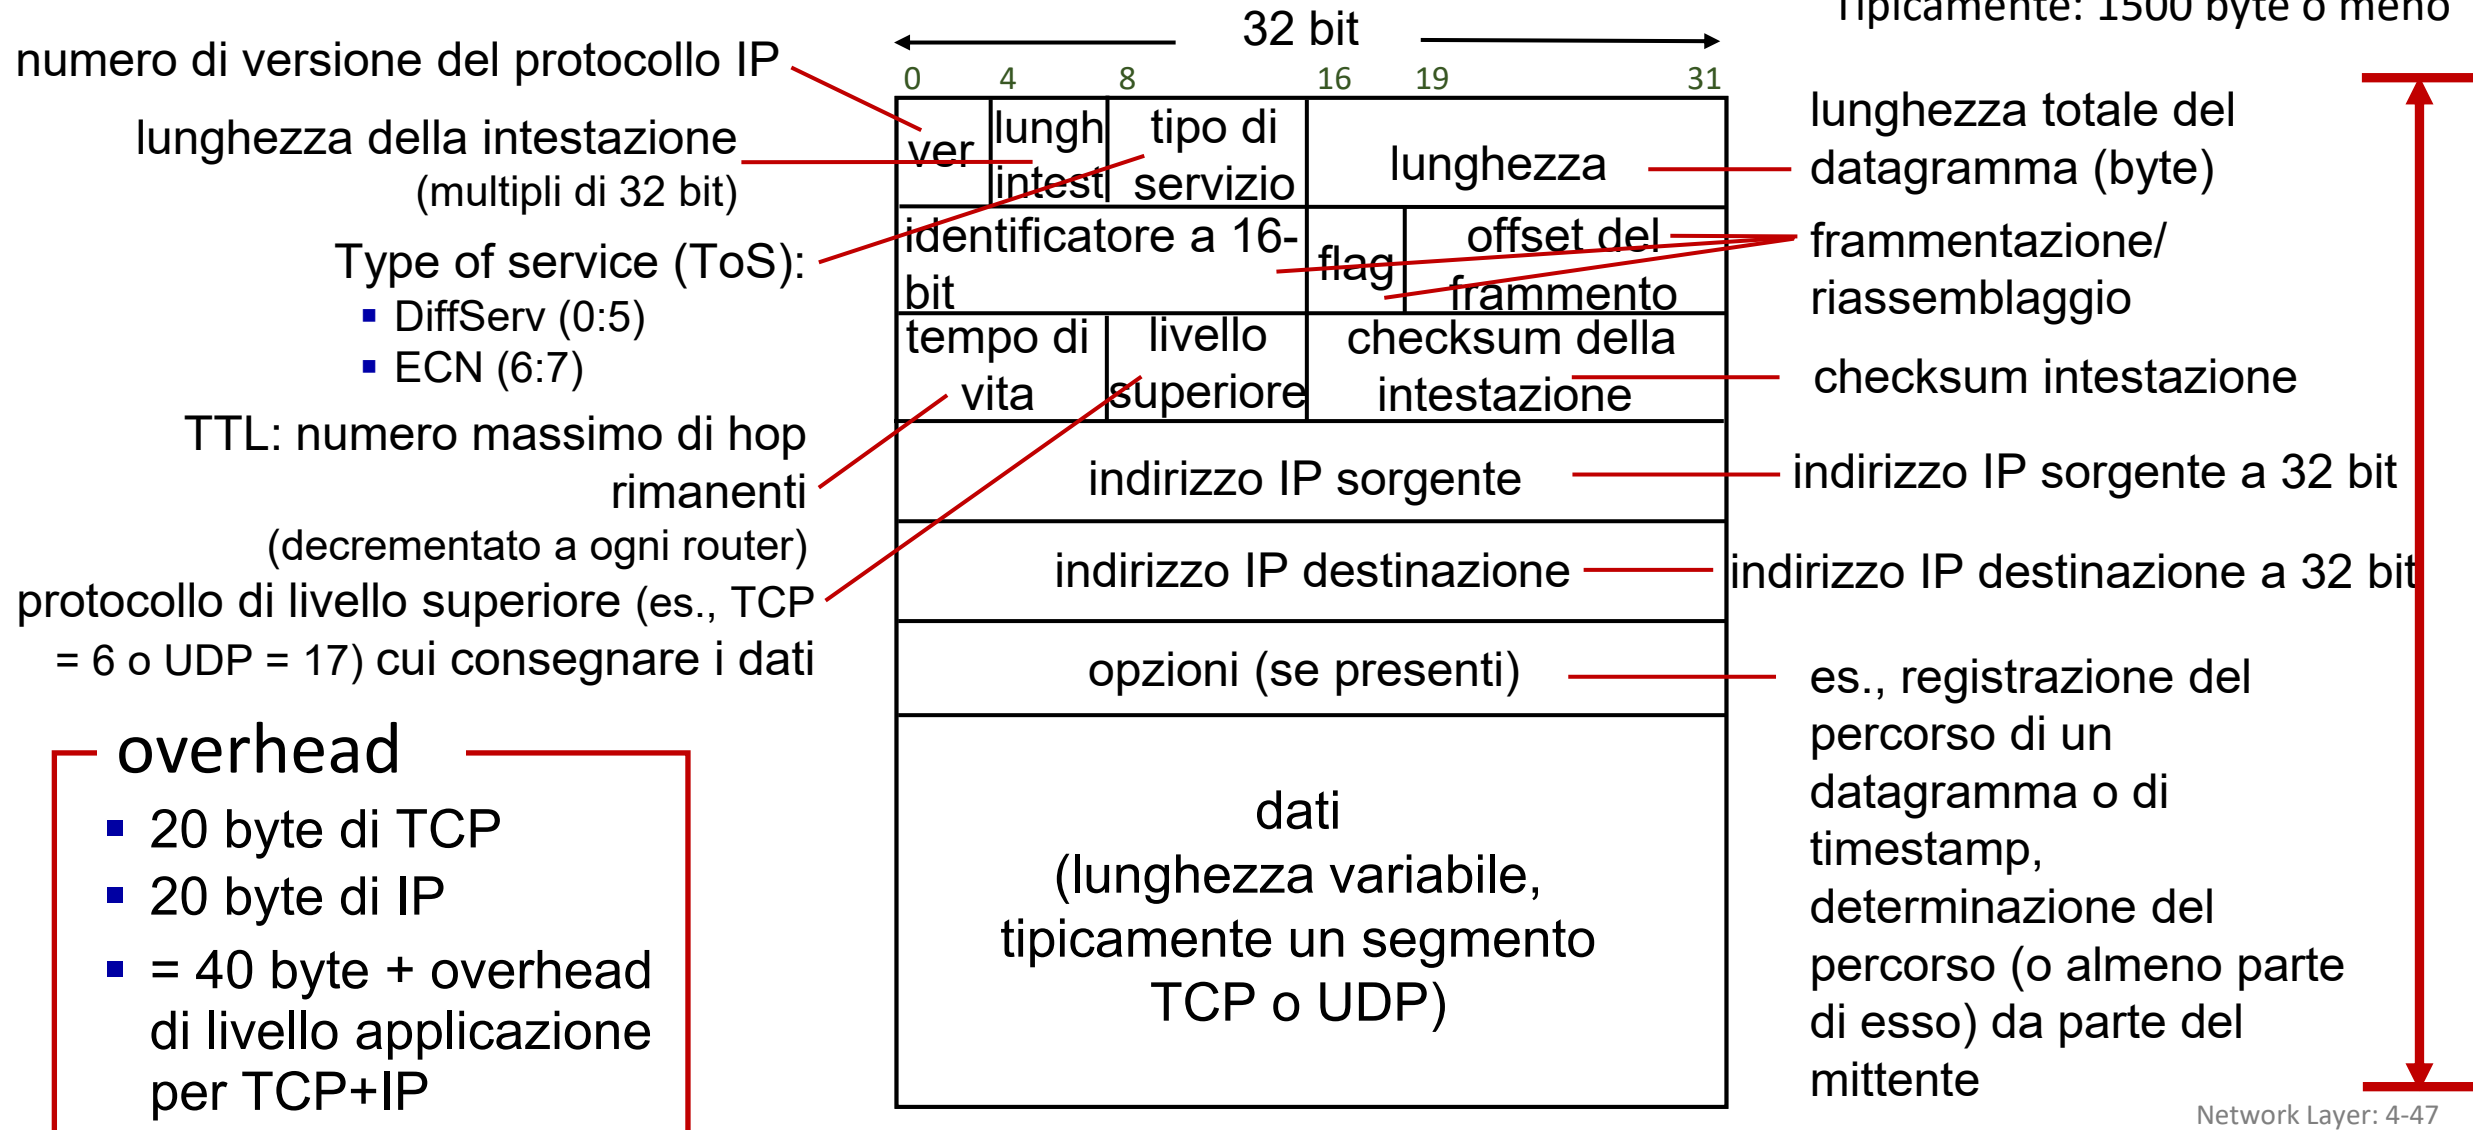 Tipicamente: 1500 byte o meno
32 bit
0 4 8 16 19 31
numero di versione del protocollo IP
lunghezza della intestazione
(multipli di 32 bit)
Type of service (ToS):
▪ DiffServ (0:5)
▪ ECN (6:7)
TTL: numero massimo di hop
rimanenti
(decrementato a ogni router)
protocollo di livello superiore (es., TCP
= 6 o UDP = 17) cui consegnare i dati
overhead
▪ 20 byte di TCP
▪ 20 byte di IP
▪ = 40 byte + overhead
di livello applicazione
per TCP+IP
ver
lungh
intest
tipo di
servizio
lunghezza
identificatore a 16-
bit
flag
offset del
frammento
tempo di
vita
livello
superiore
checksum della
intestazione
indirizzo IP sorgente
indirizzo IP destinazione
opzioni (se presenti)
dati
(lunghezza variabile,
tipicamente un segmento
TCP o UDP)
lunghezza totale del
datagramma (byte)
frammentazione/
riassemblaggio
checksum intestazione
indirizzo IP sorgente a 32 bit
indirizzo IP destinazione a 32 bit
es., registrazione del
percorso di un
datagramma o di
timestamp,
determinazione del
percorso (o almeno parte
di esso) da parte del
mittente
Network Layer: 4-47